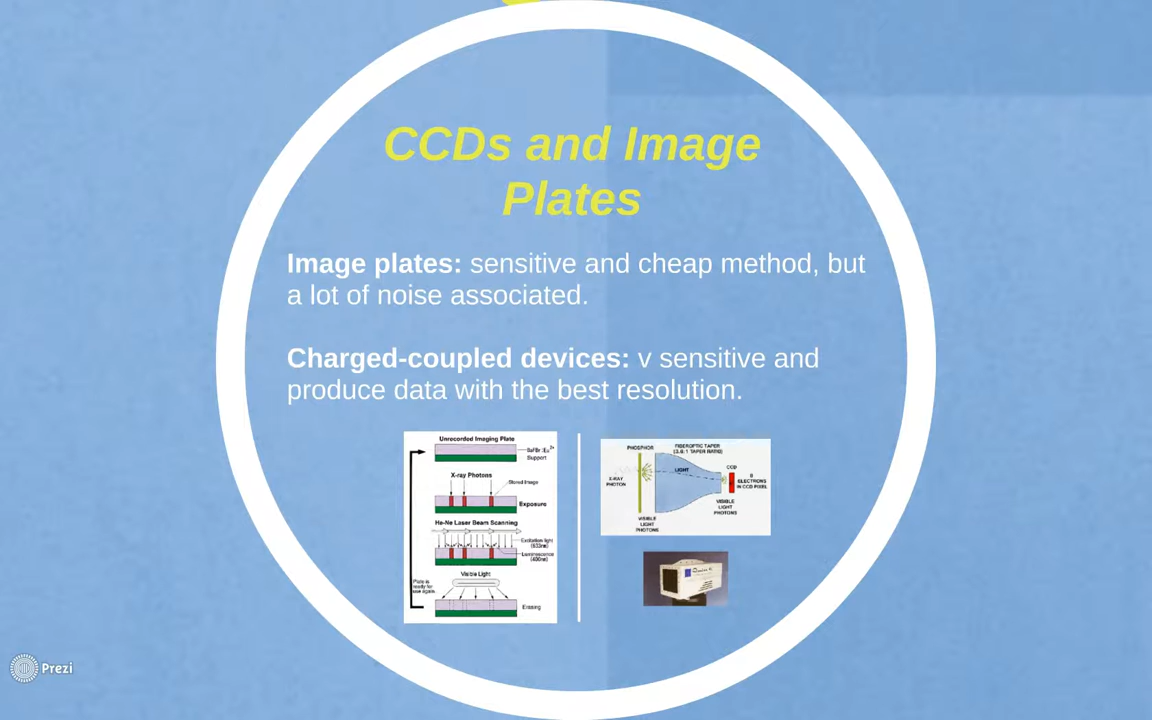 CCDs and Image
Plates
Image plates: sensitive and cheap method, but
a lot of noise associated.
Charged-coupled devices: v sensitive and
produce data with the best resolution.
Unrecorded Imaging Plate
Support
X-ray Photons
Stored Image
Exposure
He-Ne Laser Beam Scanning
Excitation light
Luminescence
Visible Light
Plate is
ready for
use again.
Erasing
PHOSPHOR
FIBEROPTIC TAPER
LIGHT
CCD
X-RAY
PHOTON
ELECTRONS
IN CCD PIXEL
VISIBLE
LIGHT
PHOTONS
VISIBLE
LIGHT
PHOTONS
Prezi